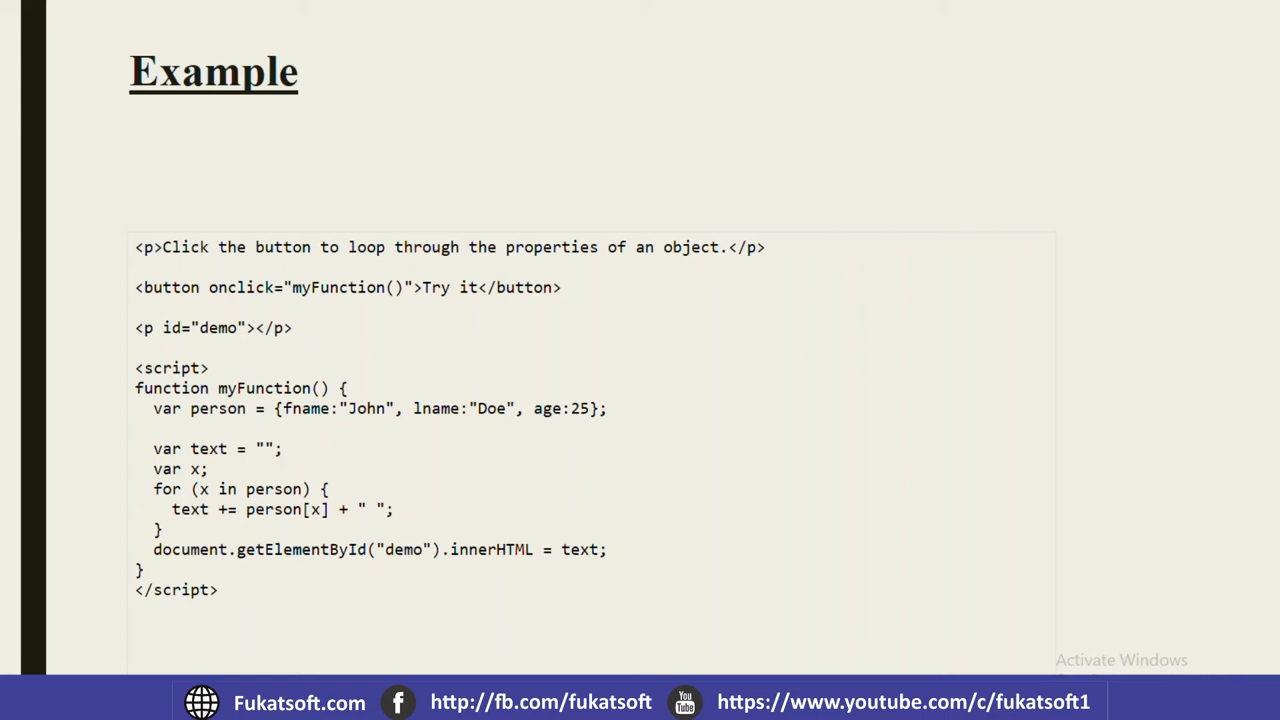 Example
<p>Click the button to loop through the properties of an object.</p>
<button onclick="myFunction()">Try it</button>
<p id="demo"></p>
<script>
function myFunction() {
  var person = {fname:"John", lname:"Doe", age:25};
  var text = "";
  var x;
  for (x in person) {
    text += person[x] + " ";
  }
  document.getElementById("demo").innerHTML = text;
}
</script>
Activate Windows
Fukatsoft.com f http://fb.com/fukatsoft You Tube https://www.youtube.com/c/fukatsoft1